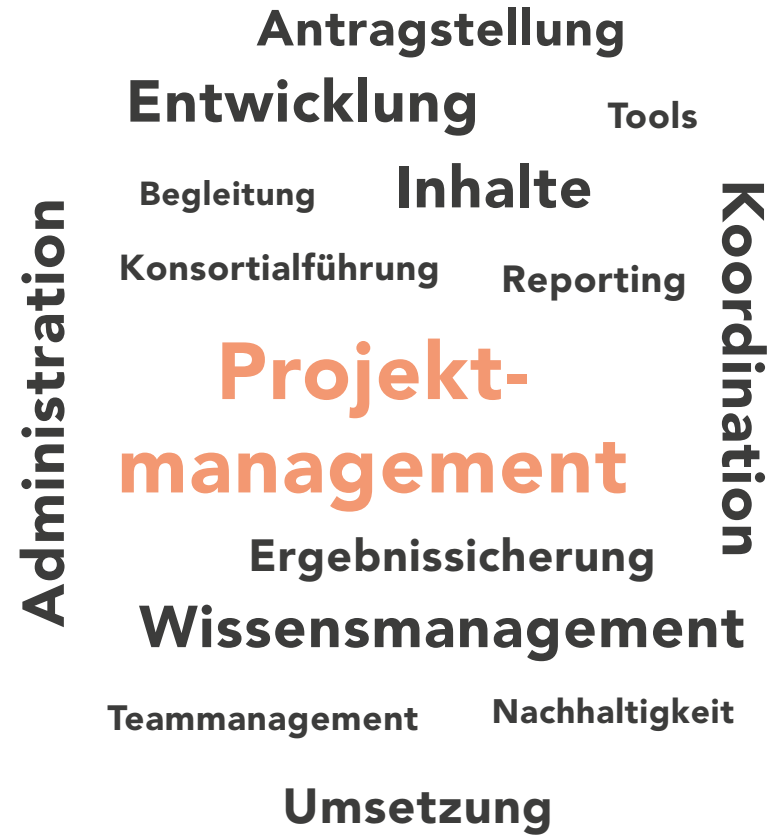 Antragstellung
Entwicklung
Tools
Begleitung
Inhalte
Administration
Koordination
Konsortialführung
Reporting
Projekt-
management
Ergebnissicherung
Wissensmanagement
Teammanagement
Nachhaltigkeit
Umsetzung